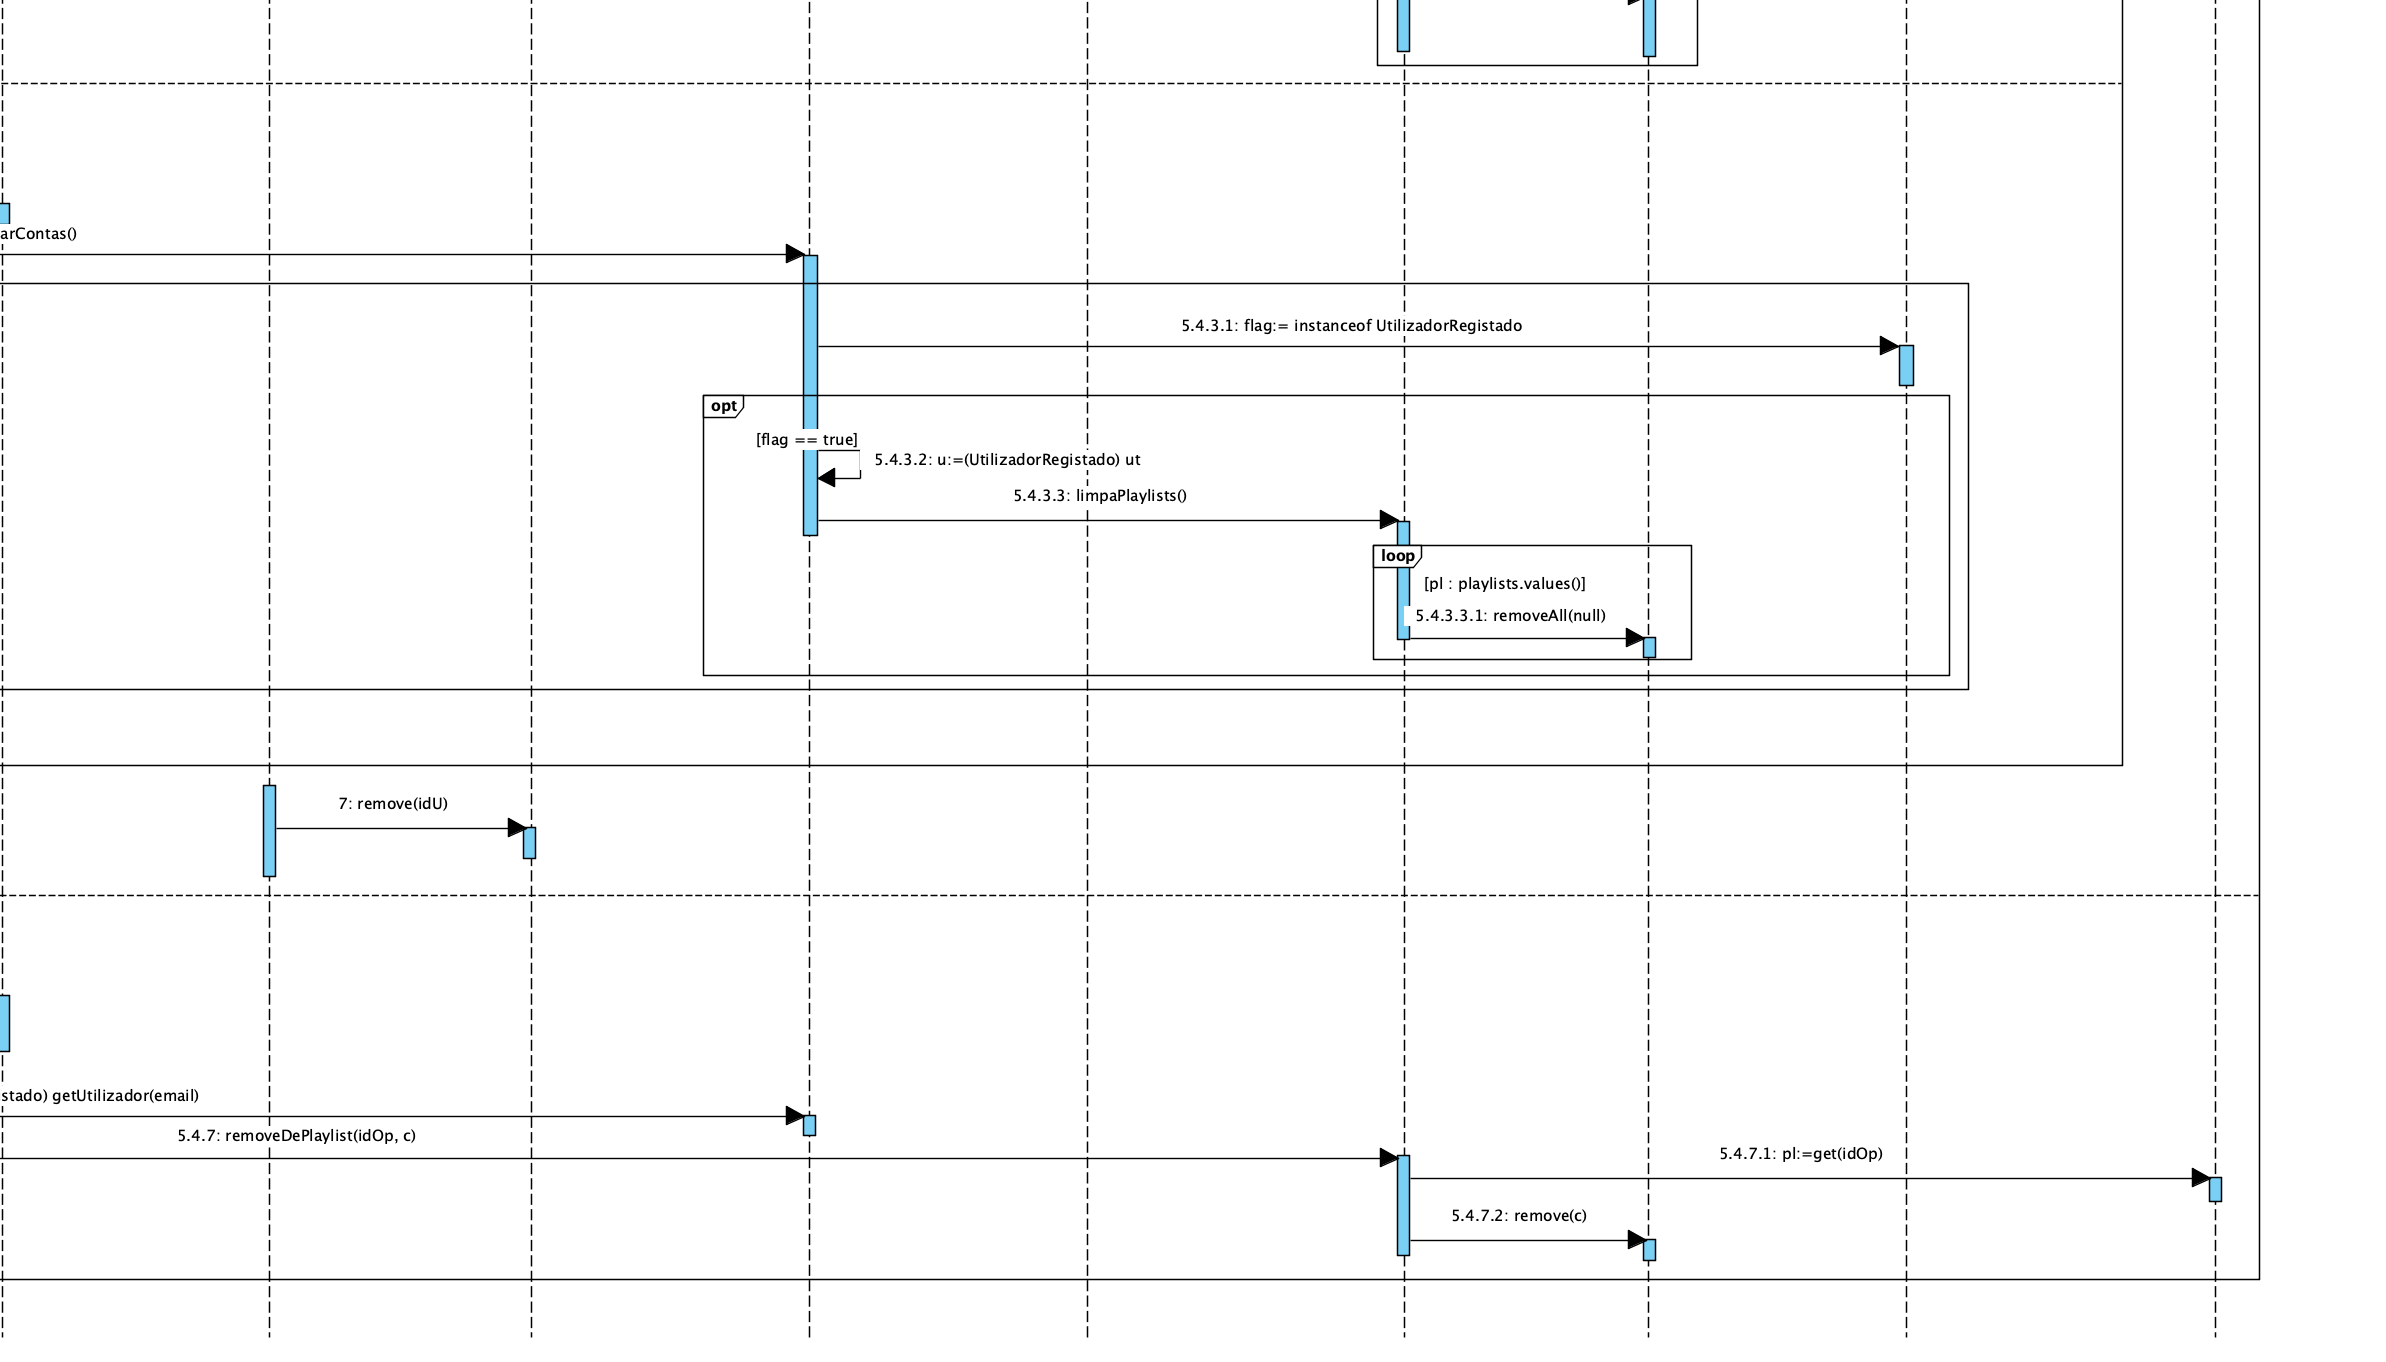 arContas()
5.4.3.1: flag:= instanceof UtilizadorRegistado
opt
[flag == true]
5.4.3.2: u:=(UtilizadorRegistado) ut
5.4.3.3: limpaPlaylists()
loop
[pl : playlists.values()]
5.4.3.3.1: removeAll(null)
7: remove(idU)
stado) getUtilizador(email)
5.4.7: removeDePlaylist(idOp, c)
5.4.7.1: pl:=get(idOp)
5.4.7.2: remove(c)